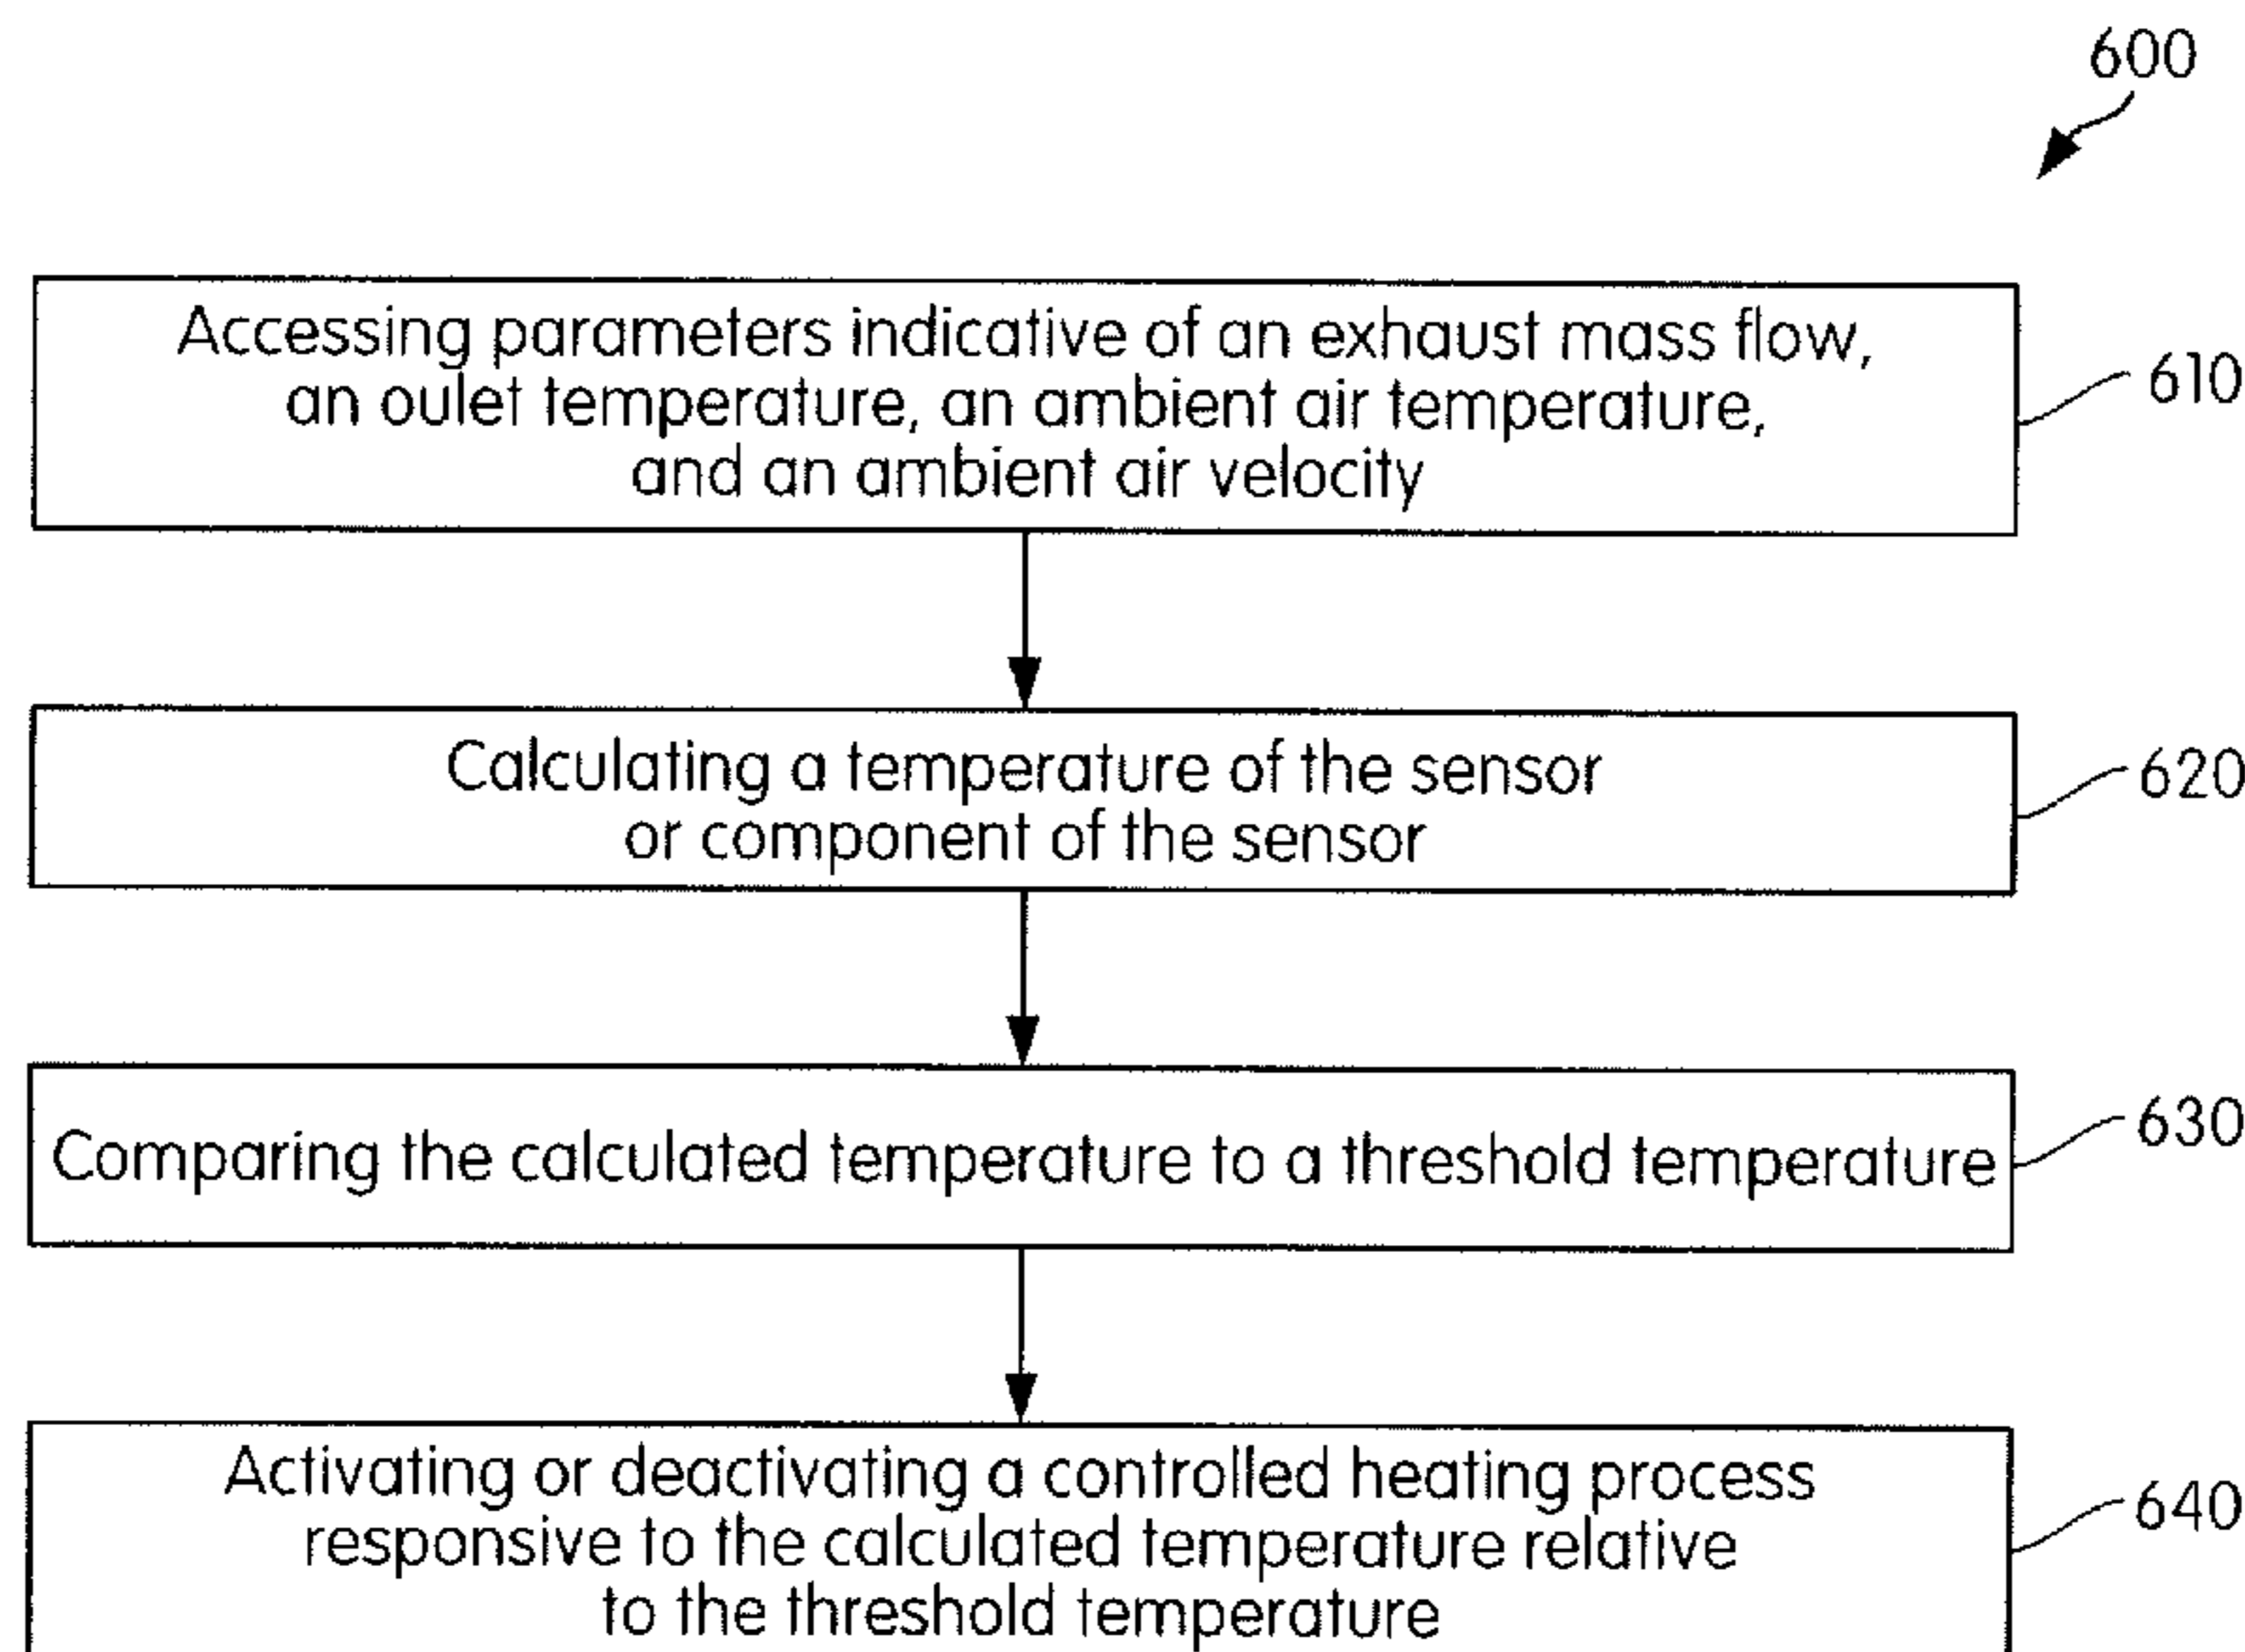 600
Accessing parameters indicative of an exhaust mass flow,
an oulet temperature, an ambient air temperature,
and an ambient air velocity
610
Calculating a temperature of the sensor
or component of the sensor
620
Comparing the calculated temperature to a threshold temperature
630
Activating or deactivating a controlled heating process
responsive to the calculated temperature relative
to the threshold temperature
640